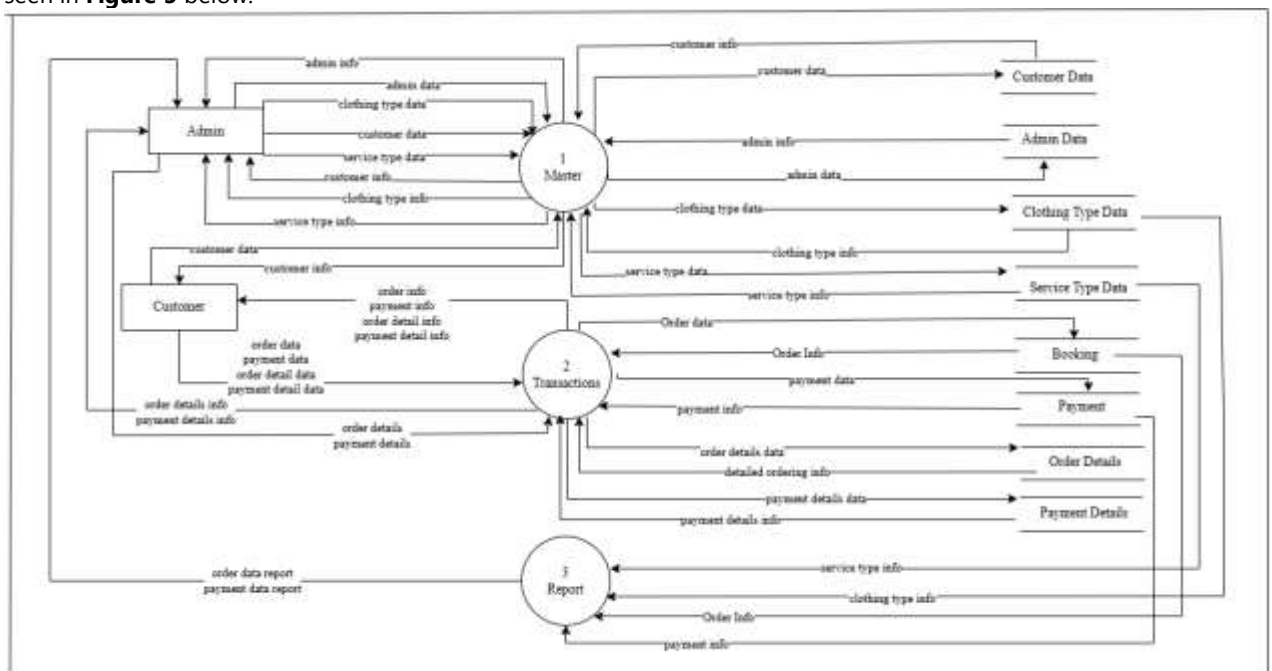 seen in Figure 3 below.
customer info
admin info
customer data
Customer Data
admin data
clothing type data
Admin
customer data
1
Master
admin info
Admin Data
service type data
customer info
admin data
clothing type info
clothing type data
Clothing Type Data
service type info
customer data
clothing type info
customer info
service type data
Service Type Data
service type info
Customer
order info
payment info
order detail info
payment detail info
Order data
order data
payment data
order detail data
payment detail data
2
Transactions
Order Info
Booking
payment data
order details info
payment details info
payment info
Payment
order details
payment details
order details data
Order Details
detailed ordering info
payment details data
Payment Details
payment details info
order data report
payment data report
3
Report
service type info
clothing type info
Order Info
payment info